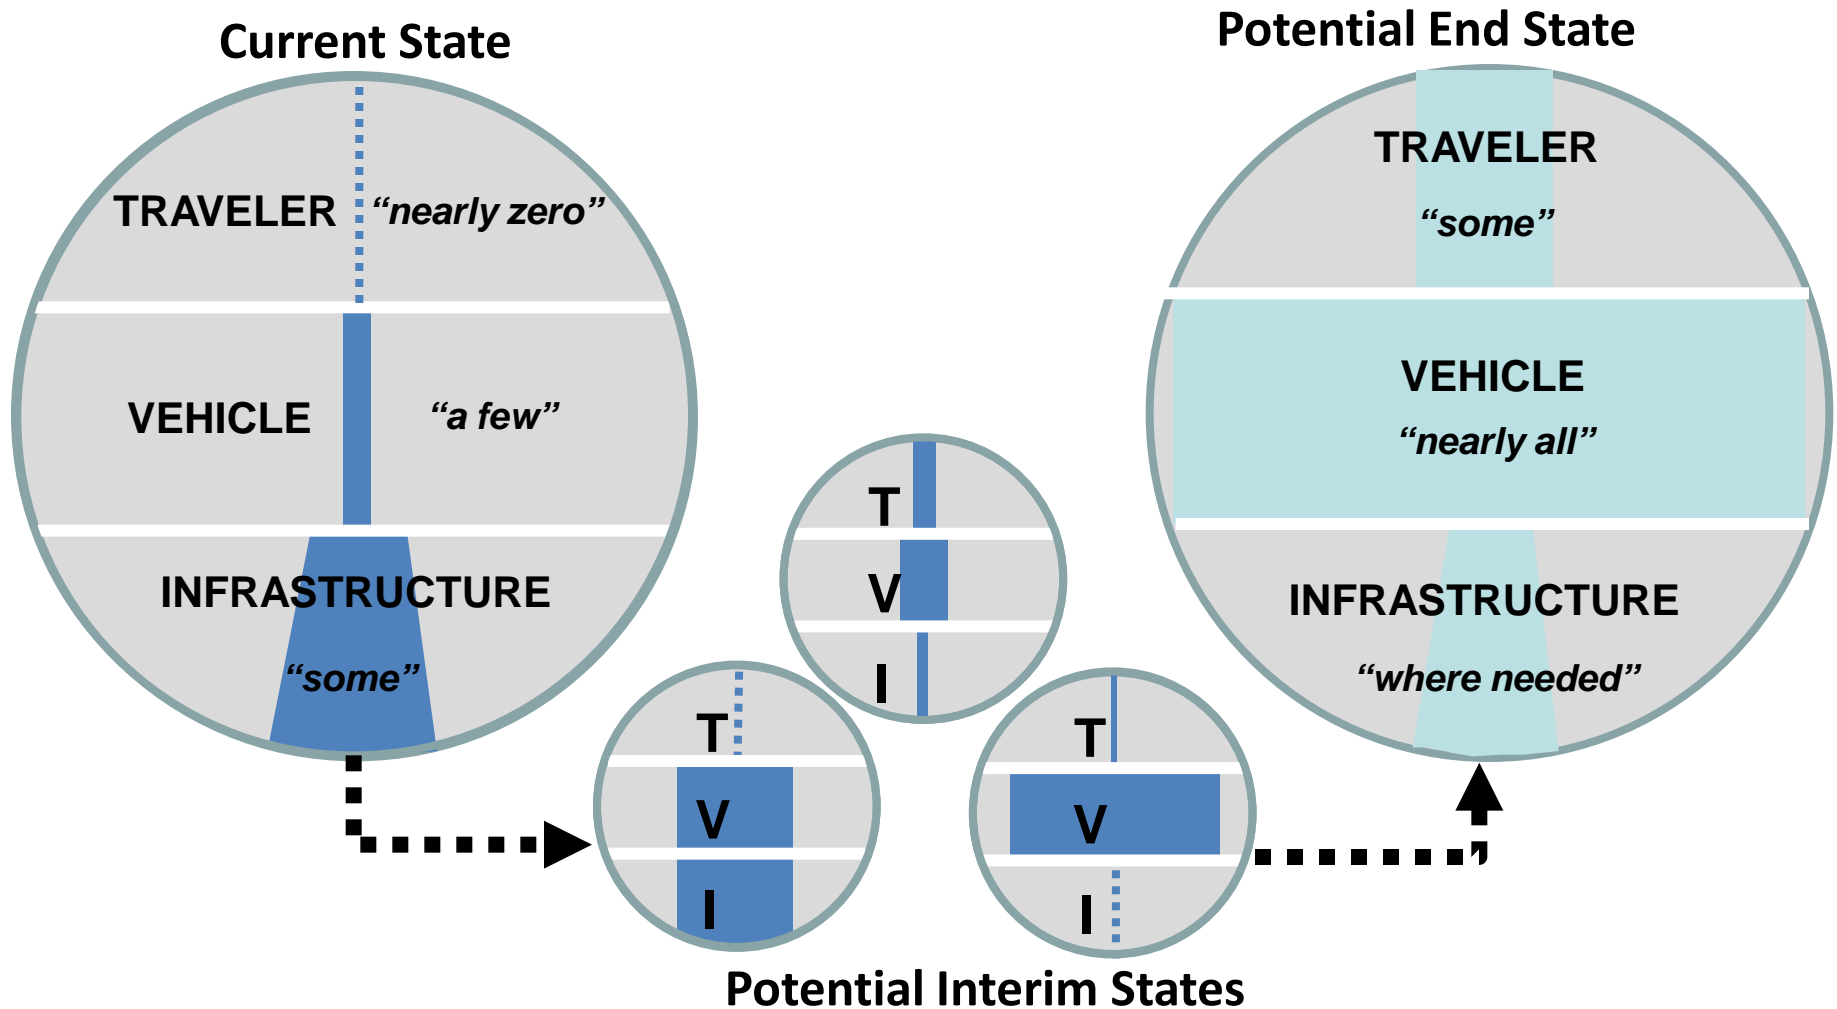 Current State
TRAVELER “nearly zero”
VEHICLE “a few”
INFRASTRUCTURE
“some”
T
V
I
T
V
I
T
V
I
Potential Interim States
Potential End State
TRAVELER
“some”
VEHICLE
“nearly all”
INFRASTRUCTURE
“where needed”